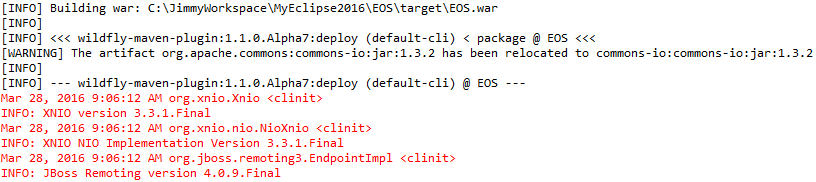 [INFO] Building war: C:\JimmyWorkspace\MyEclipse2016\EOS\target\EOS.war
[INFO]
[INFO] <<< wildfly-maven-plugin:1.1.0.Alpha7:deploy (default-cli) < package @ EOS <<<
[WARNING] The artifact org.apache.commons:commons-io:jar:1.3.2 has been relocated to commons-io:commons-io:jar:1.3.2
[INFO]
[INFO] --- wildfly-maven-plugin:1.1.0.Alpha7:deploy (default-cli) @ EOS ---
Mar 28, 2016 9:06:12 AM org.xnio.Xnio <clinit>
INFO: XNIO version 3.3.1.Final
Mar 28, 2016 9:06:12 AM org.xnio.nio.NioXnio <clinit>
INFO: XNIO NIO Implementation Version 3.3.1.Final
Mar 28, 2016 9:06:12 AM org.jboss.remoting3.EndpointImpl <clinit>
INFO: JBoss Remoting version 4.0.9.Final